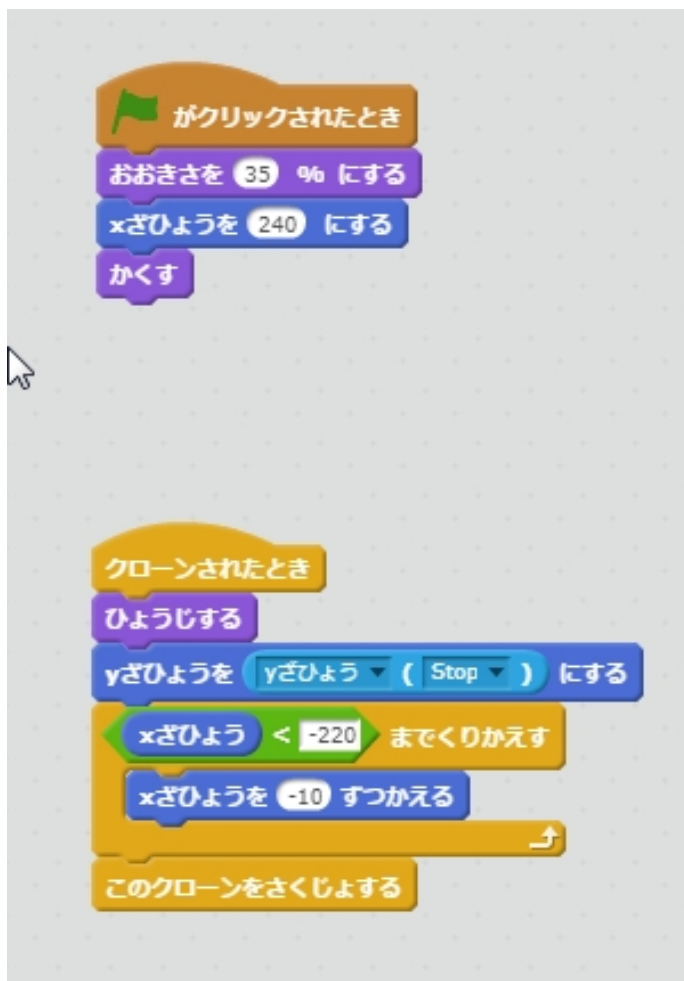 がクリックされたとき
おおきさを 35 % にする
xざひょうを 240 にする
かくす
クローンされたとき
ひょうじする
yざひょうを yざひょう ( Stop ) にする
xざひょう < -220 までくりかえす
xざひょうを -10 ずつかえる
このクローンをさくじょする